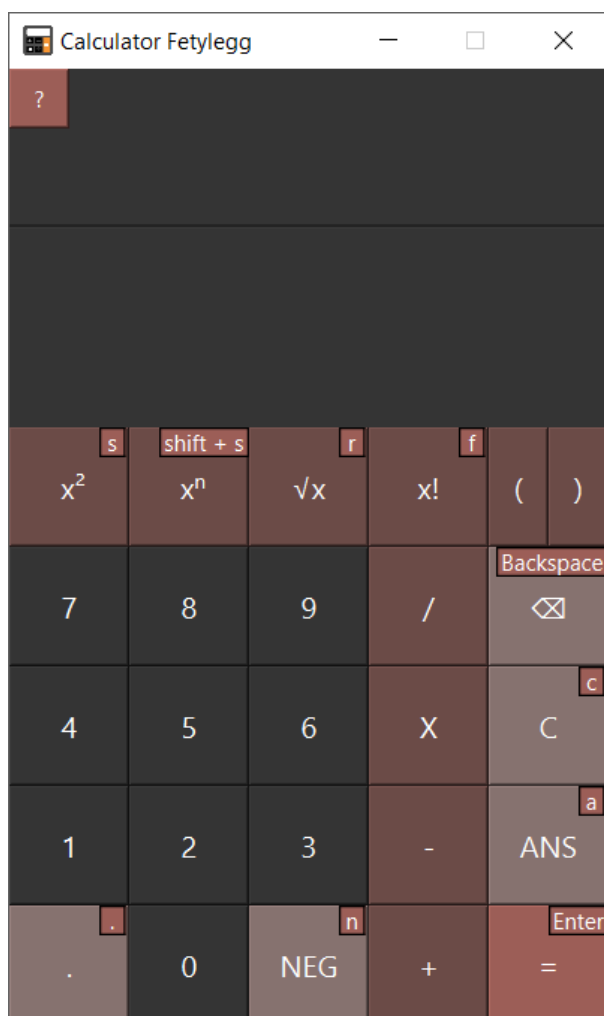 Calculator Fetylegg
?
s shift + s r f
x² xⁿ √x x! ( )
Backspace
7 8 9 / ⌫
c
4 5 6 X C
a
1 2 3 - ANS
. n Enter
. 0 NEG + =